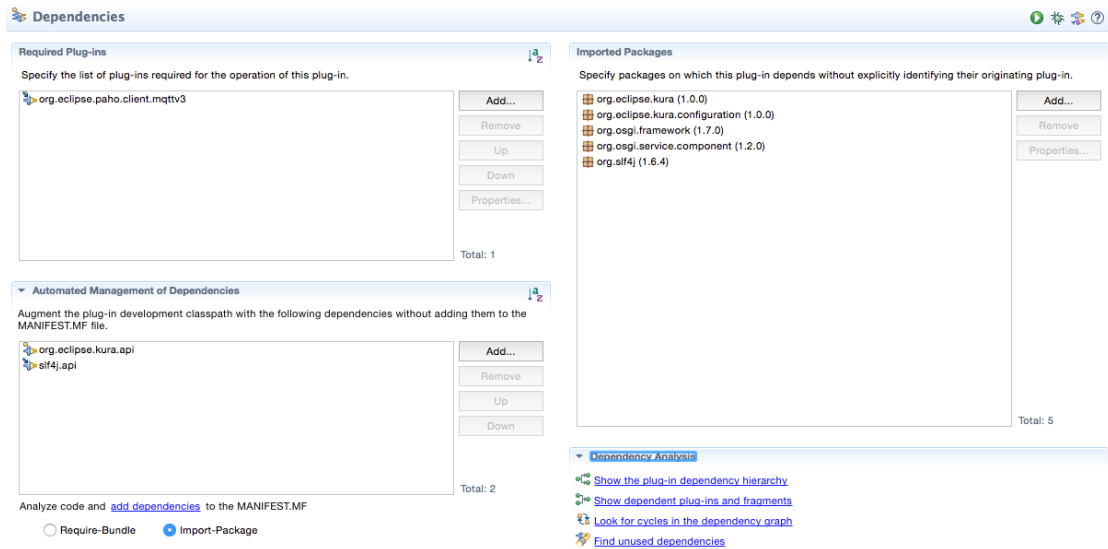 Dependencies
Required Plug-ins
Specify the list of plug-ins required for the operation of this plug-in.
org.eclipse.paho.client.mqttv3
Add...
Remove
Up
Down
Properties...
Total: 1
Automated Management of Dependencies
Augment the plug-in development classpath with the following dependencies without adding them to the
MANIFEST.MF file.
org.eclipse.kura.api
slf4j.api
Add...
Remove
Up
Down
Total: 2
Analyze code and add dependencies to the MANIFEST.MF
Require-Bundle
Import-Package
Imported Packages
Specify packages on which this plug-in depends without explicitly identifying their originating plug-in.
org.eclipse.kura (1.0.0)
org.eclipse.kura.configuration (1.0.0)
org.osgi.framework (1.7.0)
org.osgi.service.component (1.2.0)
org.slf4j (1.6.4)
Add...
Remove
Properties...
Total: 5
Dependency Analysis
Show the plug-in dependency hierarchy
Show dependent plug-ins and fragments
Look for cycles in the dependency graph
Find unused dependencies